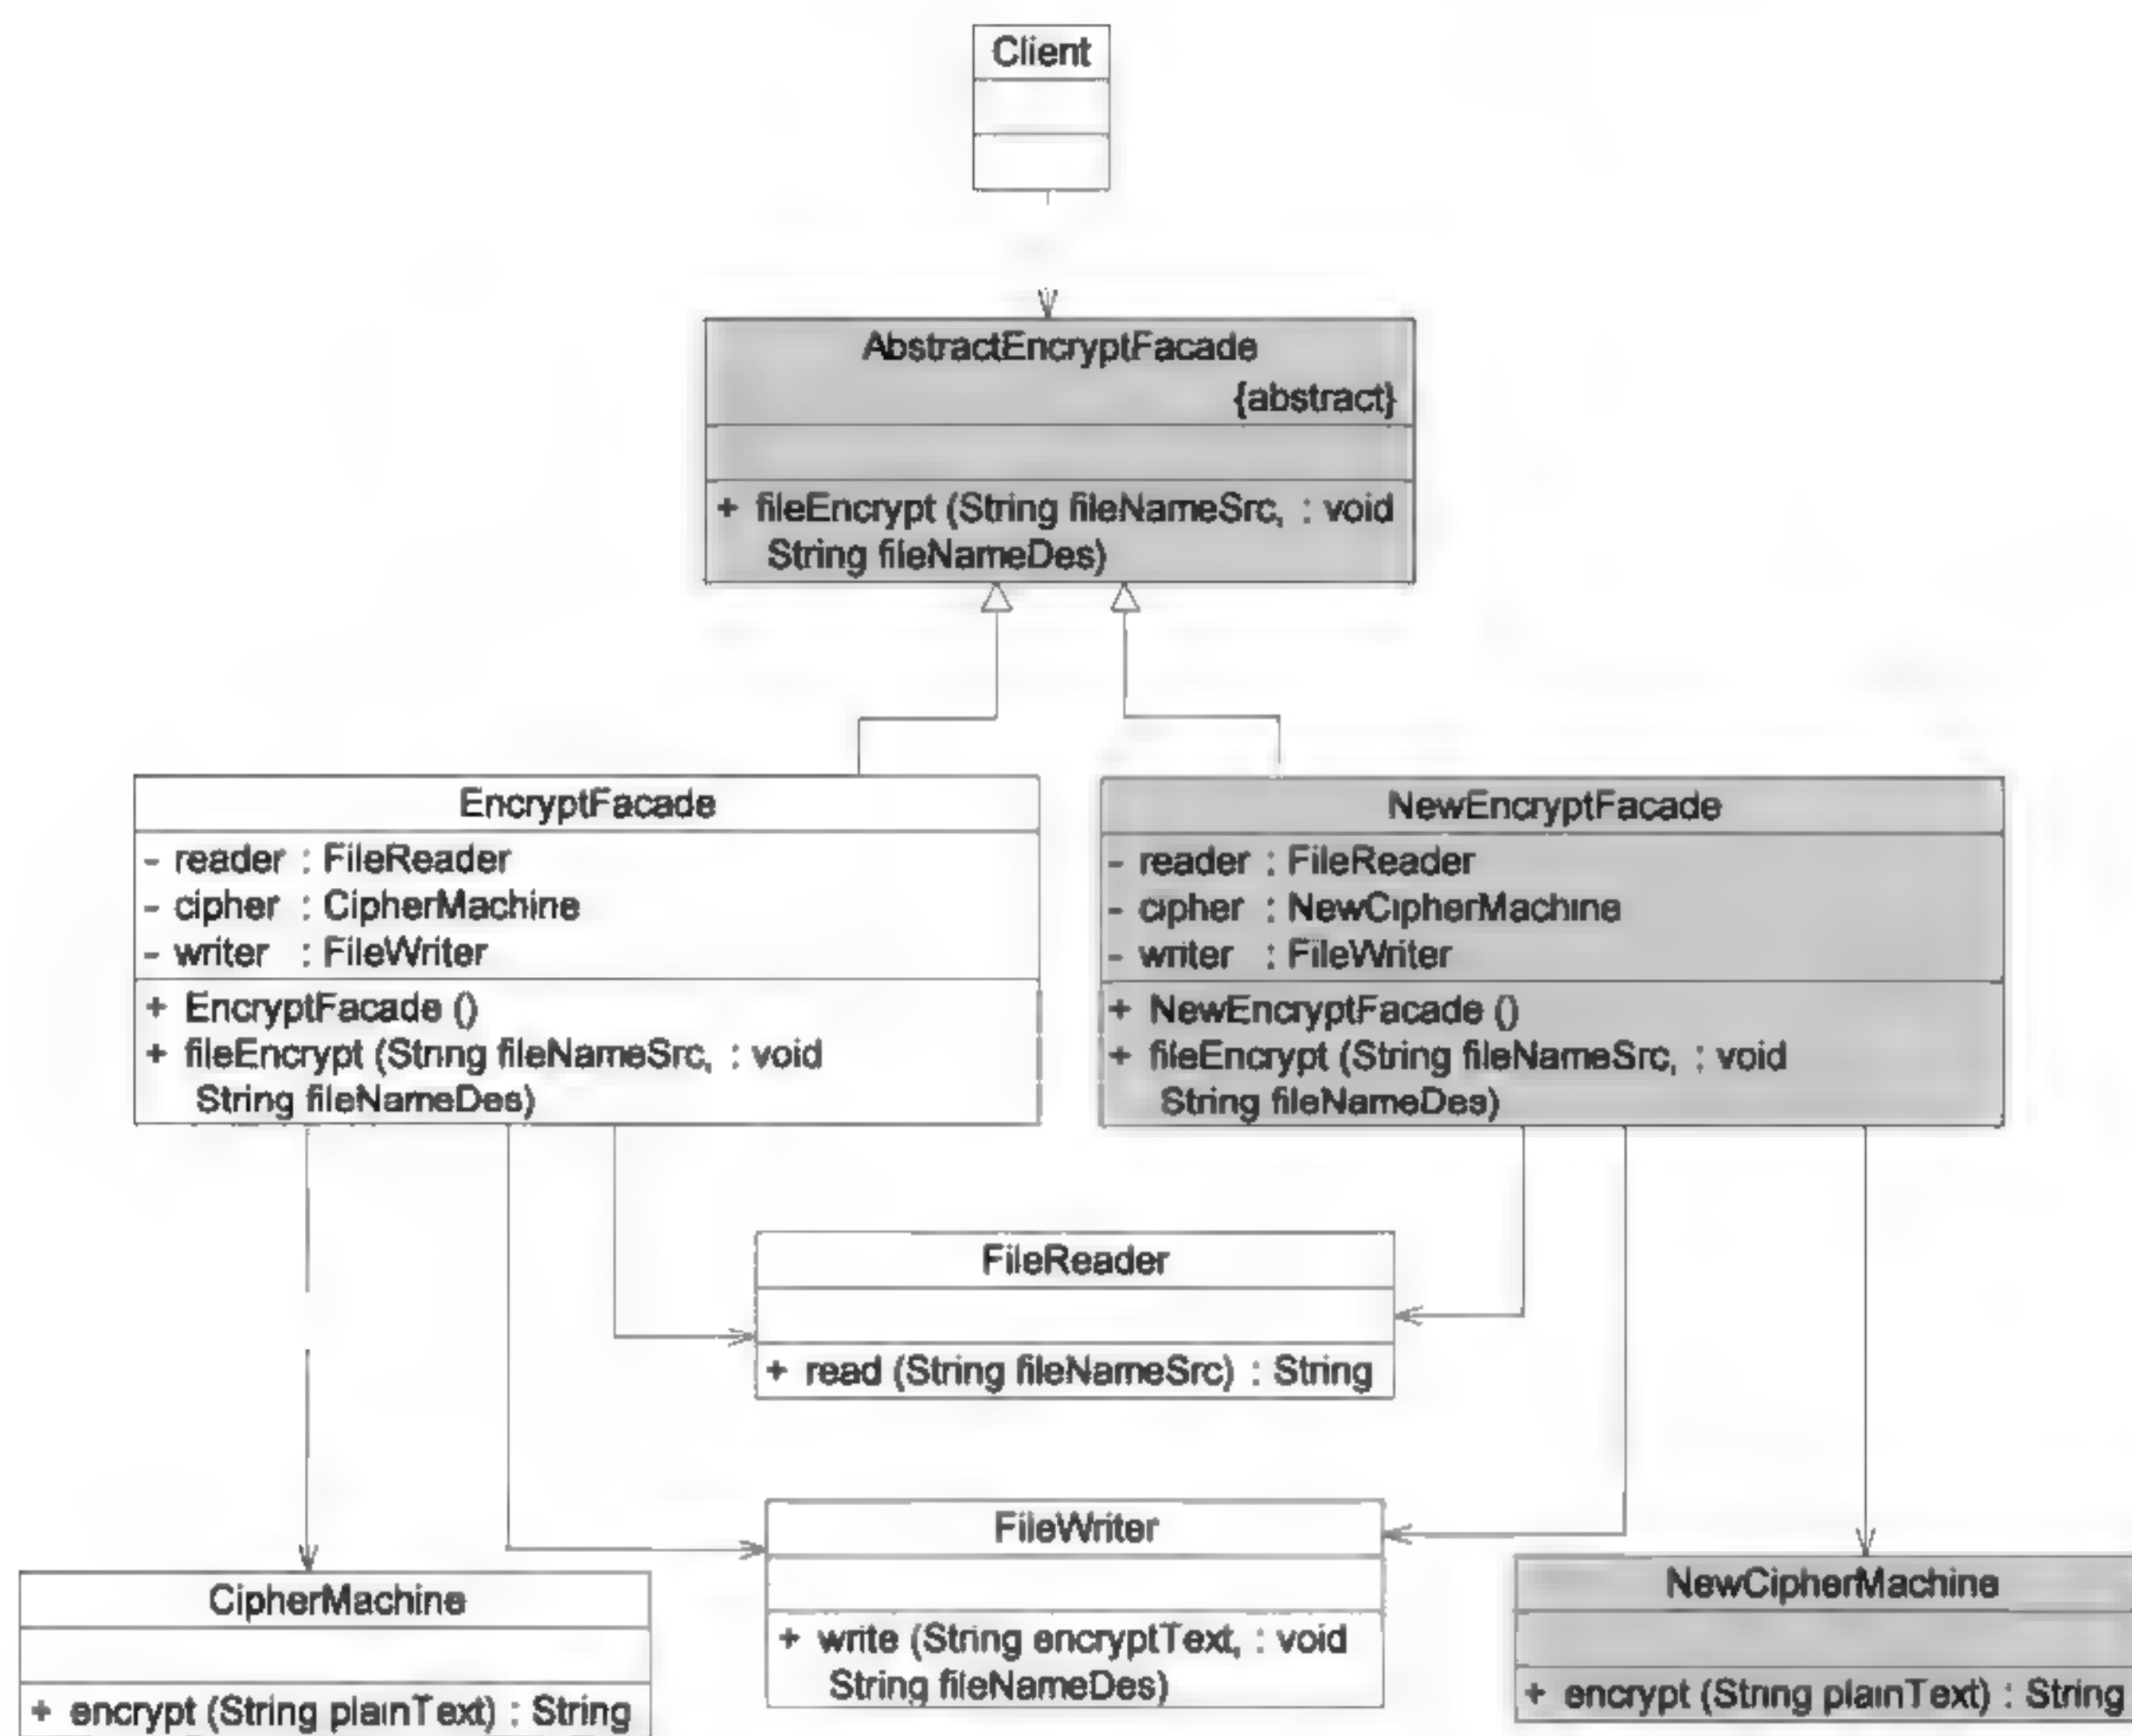 Client
AbstractEncryptFacade
{abstract}
+ fileEncrypt (String fileNameSrc, : void
String fileNameDes)
EncryptFacade
- reader : FileReader
- cipher : CipherMachine
- writer : FileWriter
+ EncryptFacade ()
+ fileEncrypt (String fileNameSrc, : void
String fileNameDes)
NewEncryptFacade
- reader : FileReader
- cipher : NewCipherMachine
- writer : FileWriter
+ NewEncryptFacade ()
+ fileEncrypt (String fileNameSrc, : void
String fileNameDes)
FileReader
+ read (String fileNameSrc) : String
FileWriter
+ write (String encryptText, : void
String fileNameDes)
CipherMachine
+ encrypt (String plainText) : String
NewCipherMachine
+ encrypt (String plainText) : String